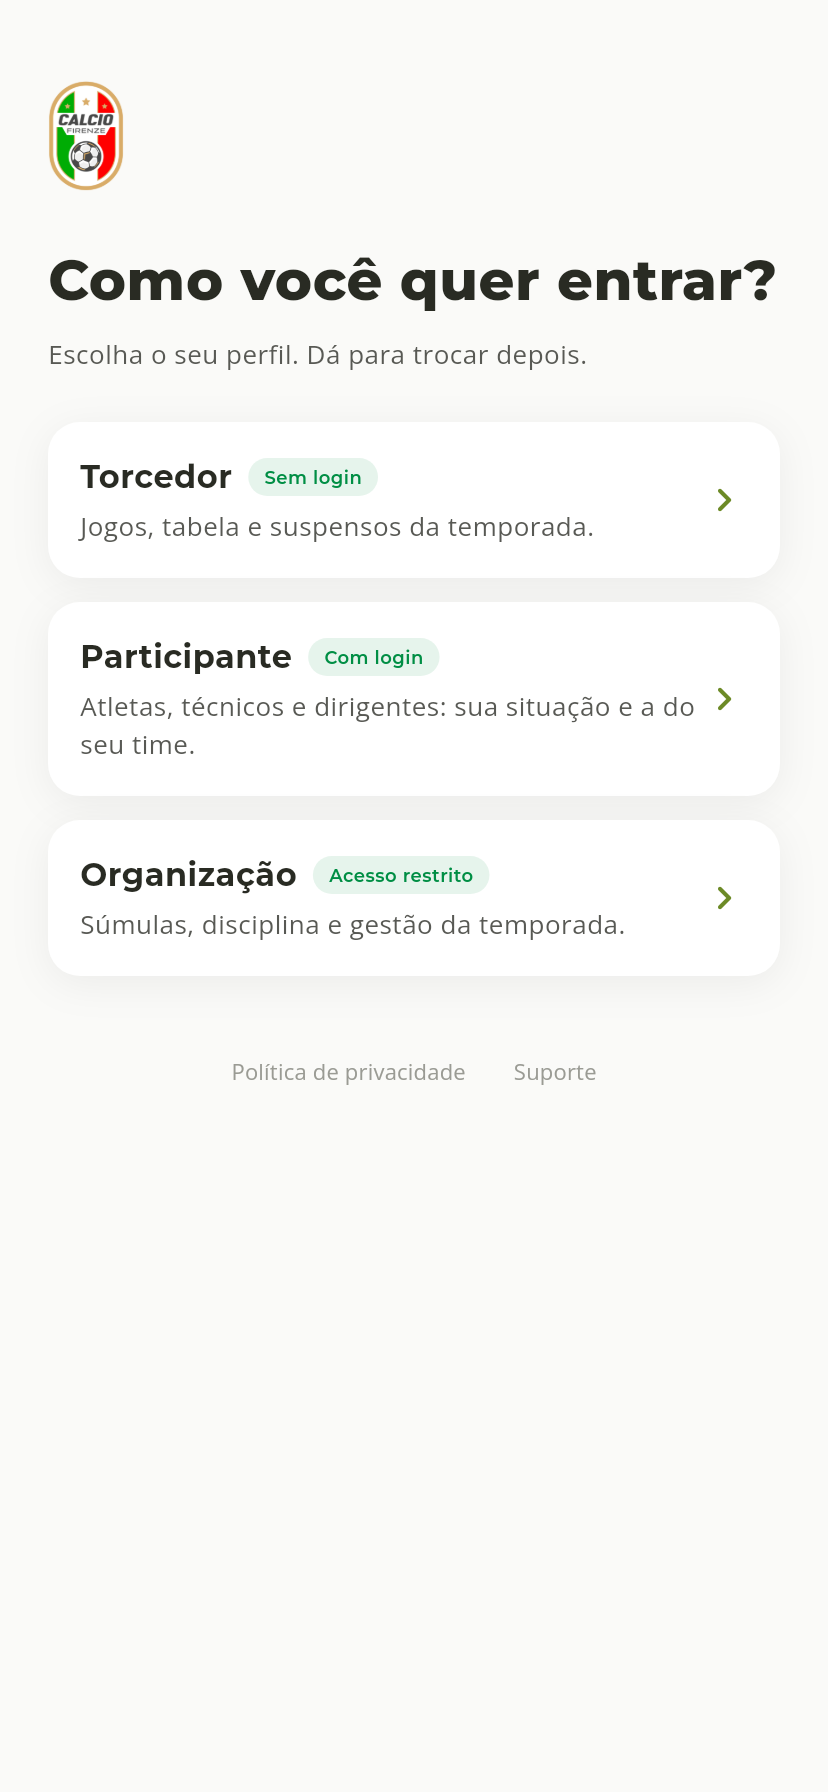 CALCIO
FIRENZE
Como você quer entrar?
Escolha o seu perfil. Dá para trocar depois.
Torcedor Sem login
Jogos, tabela e suspensos da temporada.
Participante Com login
Atletas, técnicos e dirigentes: sua situação e a do
seu time.
Organização Acesso restrito
Súmulas, disciplina e gestão da temporada.
Política de privacidade Suporte